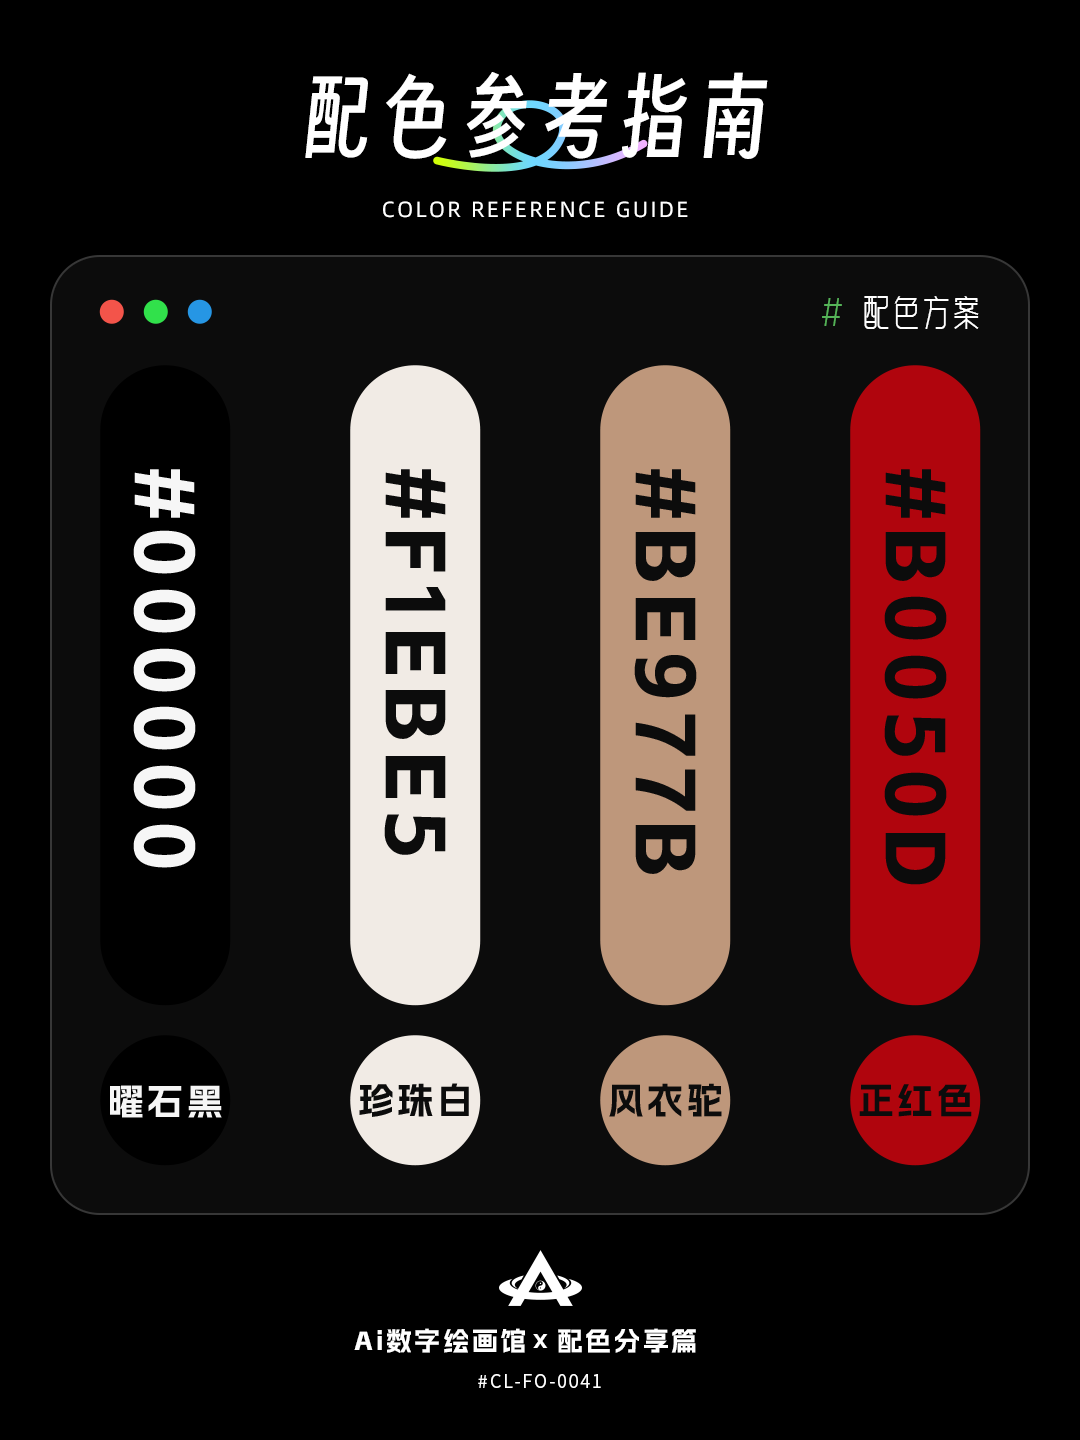 配色参考指南
COLOR REFERENCE GUIDE
# 配色方案
#000000
#F1EBE5
#BE977B
#B0050D
曜石黑
珍珠白
风衣驼
正红色
Ai数字绘画馆 x 配色分享篇
#CL-FO-0041